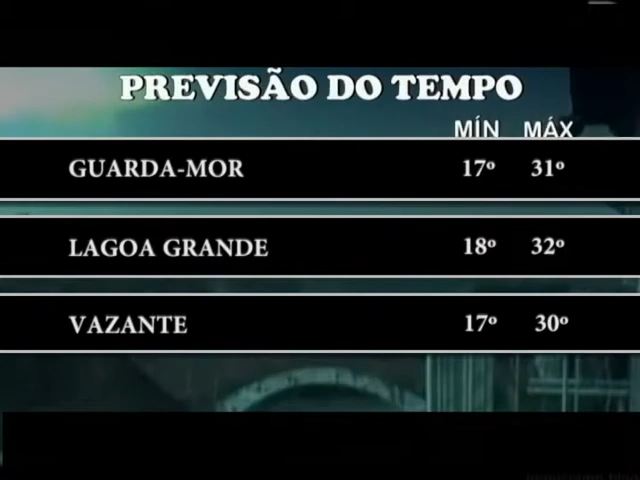 PREVISÃO DO TEMPO
MÍN MÁX
GUARDA-MOR 17º 31º
LAGOA GRANDE 18º 32º
VAZANTE 17º 30º